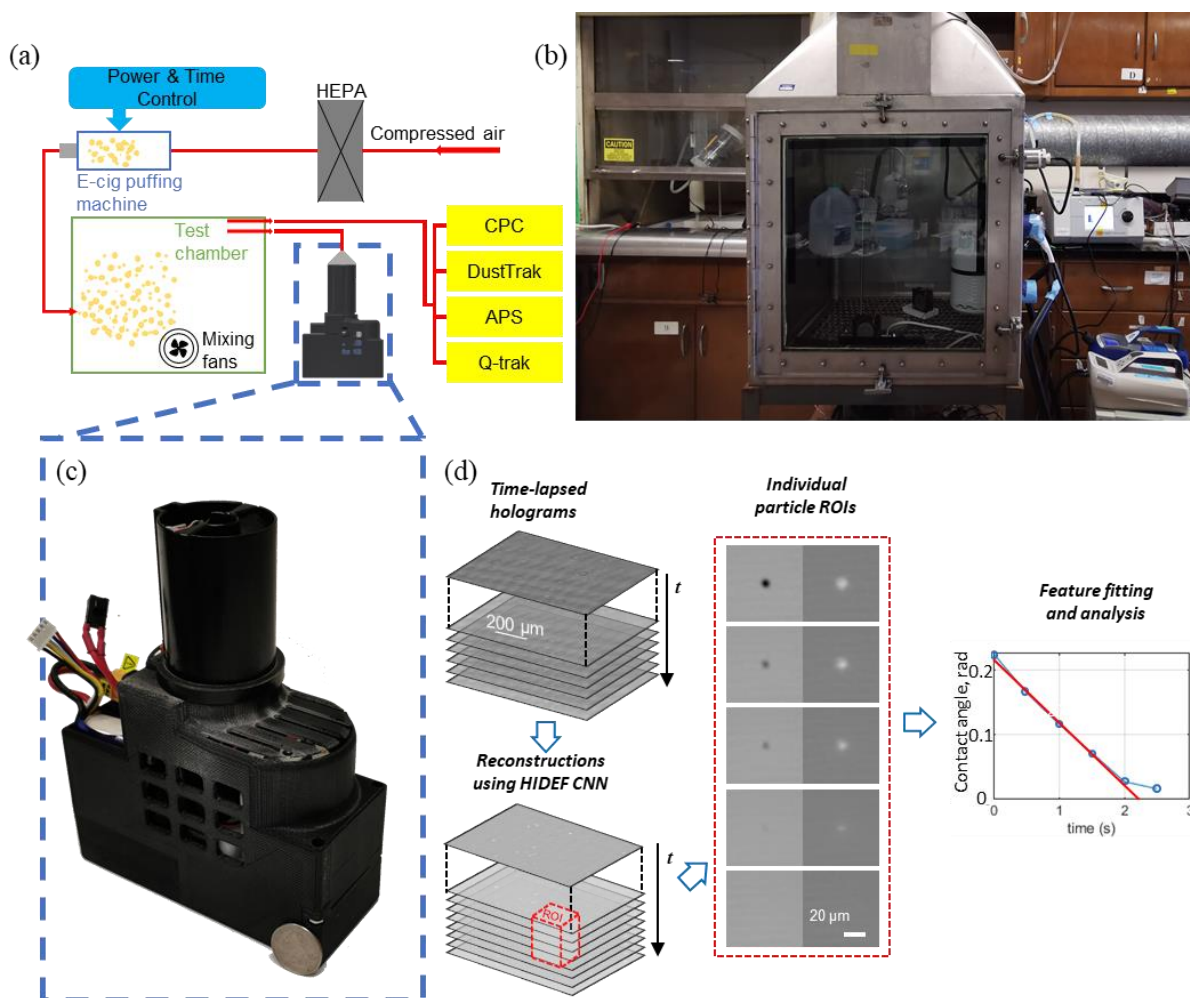 (a)
Power & Time
Control
HEPA
Compressed air
E-cig puffing
machine
Test
chamber
Mixing
fans
CPC
DustTrak
APS
Q-trak
(b)
CAUTION
D
(c)
(d)
Time-lapsed
holograms
t
200 μm
Reconstructions
using HIDEF CNN
t
ROI
Individual
particle ROIs
20 μm
Feature fitting
and analysis
Contact angle, rad
0.2
0.1
0
0 1 2 3
time (s)